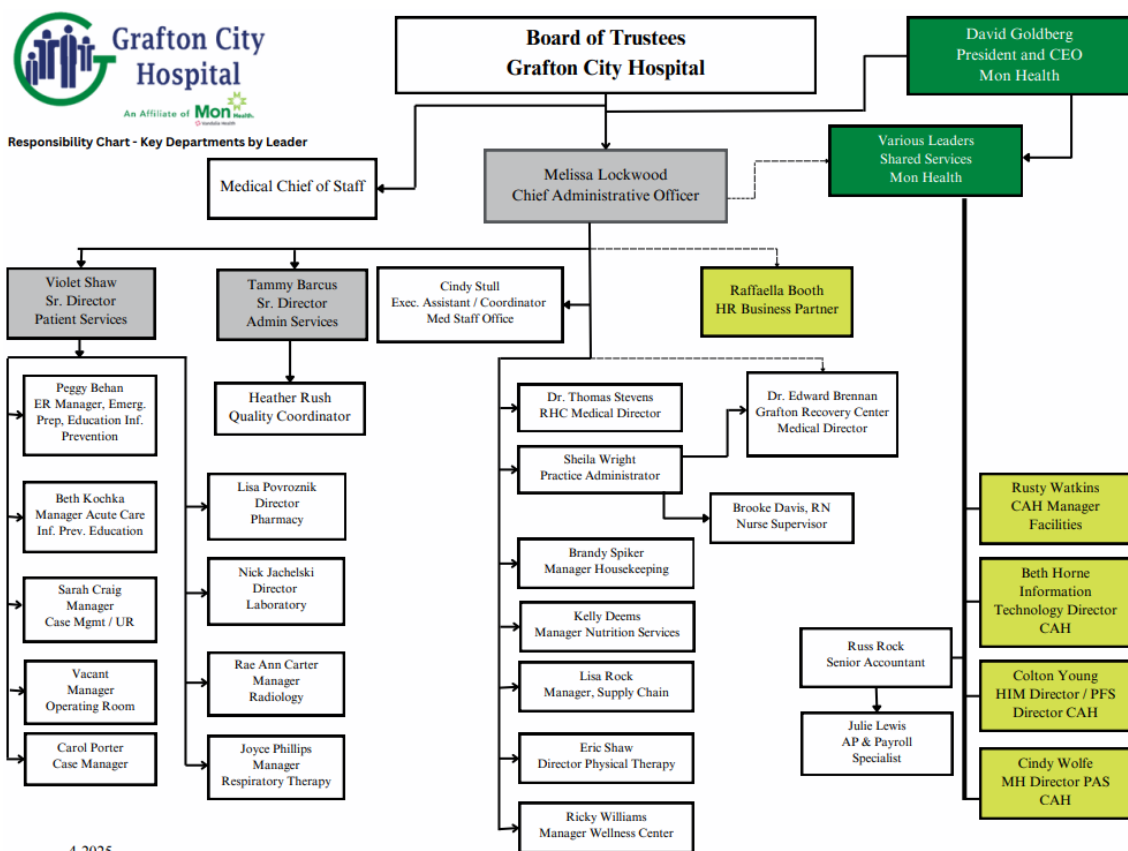 Grafton City
Hospital
An Affiliate of Mon Health
Vandalia Health
Responsibility Chart - Key Departments by Leader
Board of Trustees
Grafton City Hospital
David Goldberg
President and CEO
Mon Health
Various Leaders
Shared Services
Mon Health
Medical Chief of Staff
Melissa Lockwood
Chief Administrative Officer
Violet Shaw
Sr. Director
Patient Services
Tammy Barcus
Sr. Director
Admin Services
Cindy Stull
Exec. Assistant / Coordinator
Med Staff Office
Raffaella Booth
HR Business Partner
Peggy Behan
ER Manager, Emerg.
Prep, Education Inf.
Prevention
Beth Kochka
Manager Acute Care
Inf. Prev. Education
Sarah Craig
Manager
Case Mgmt / UR
Vacant
Manager
Operating Room
Carol Porter
Case Manager
Heather Rush
Quality Coordinator
Lisa Povroznik
Director
Pharmacy
Nick Jachelski
Director
Laboratory
Rae Ann Carter
Manager
Radiology
Joyce Phillips
Manager
Respiratory Therapy
Dr. Thomas Stevens
RHC Medical Director
Sheila Wright
Practice Administrator
Dr. Edward Brennan
Grafton Recovery Center
Medical Director
Brooke Davis, RN
Nurse Supervisor
Brandy Spiker
Manager Housekeeping
Kelly Deems
Manager Nutrition Services
Lisa Rock
Manager, Supply Chain
Eric Shaw
Director Physical Therapy
Ricky Williams
Manager Wellness Center
Russ Rock
Senior Accountant
Julie Lewis
AP & Payroll
Specialist
Rusty Watkins
CAH Manager
Facilities
Beth Horne
Information
Technology Director
CAH
Colton Young
HIM Director / PFS
Director CAH
Cindy Wolfe
MH Director PAS
CAH
4-2025